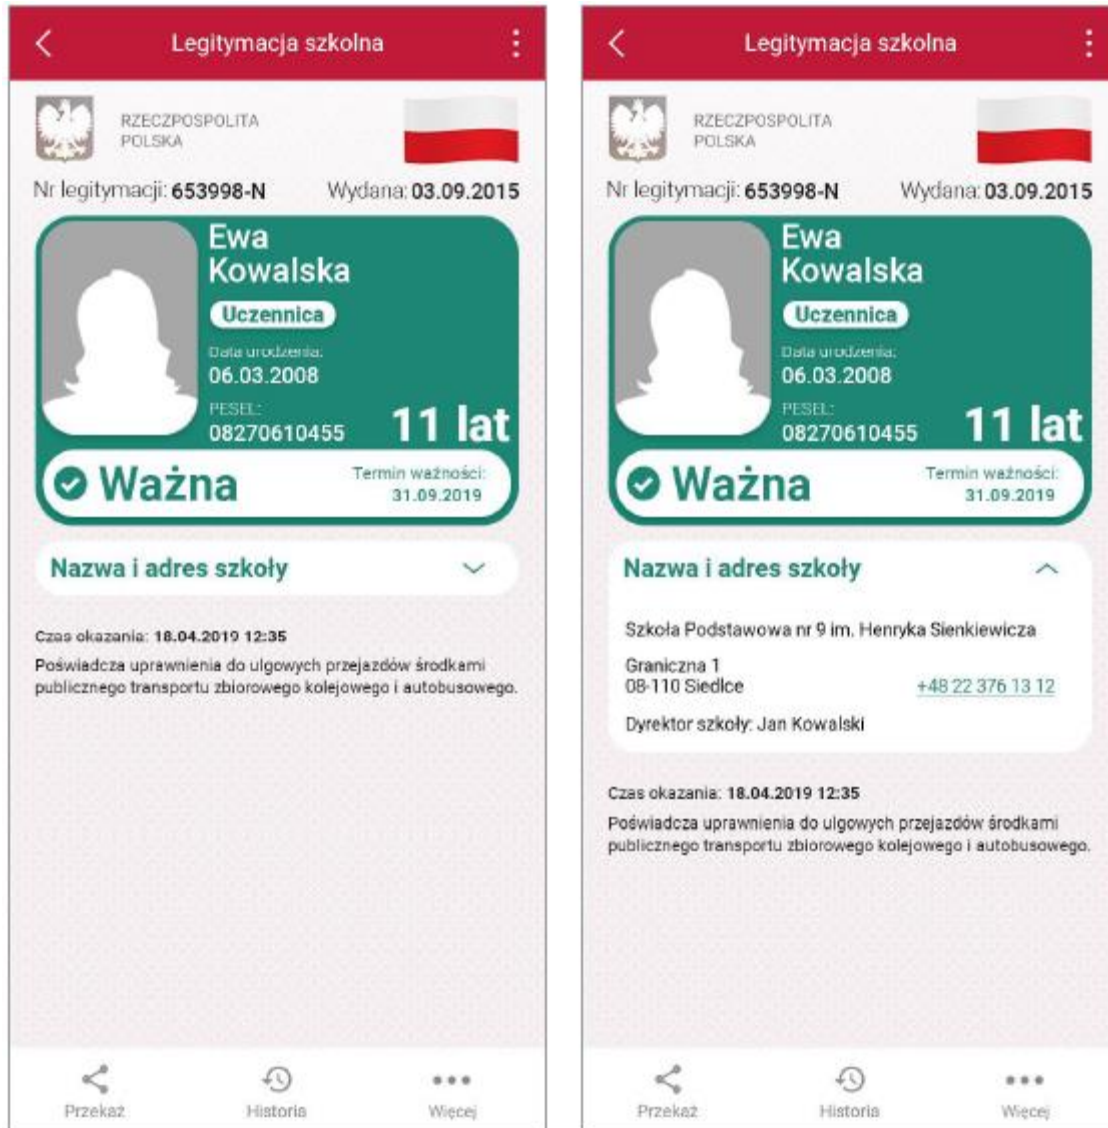 Legitymacja szkolna
RZECZPOSPOLITA
POLSKA
Nr legitymacji: 653998-N Wydana: 03.09.2015
Ewa
Kowalska
Uczennica
Data urodzenia:
06.03.2008
PESEL:
08270610455
11 lat
Ważna
Termin ważności:
31.09.2019
Nazwa i adres szkoły
Czas okazania: 18.04.2019 12:35
Poświadcza uprawnienia do ulgowych przejazdów środkami
publicznego transportu zbiorowego kolejowego i autobusowego.
Przekaż Historia Więcej
Legitymacja szkolna
RZECZPOSPOLITA
POLSKA
Nr legitymacji: 653998-N Wydana: 03.09.2015
Ewa
Kowalska
Uczennica
Data urodzenia:
06.03.2008
PESEL:
08270610455
11 lat
Ważna
Termin ważności:
31.09.2019
Nazwa i adres szkoły
Szkoła Podstawowa nr 9 im. Henryka Sienkiewicza
Graniczna 1
08-110 Siedlce +48 22 376 13 12
Dyrektor szkoły: Jan Kowalski
Czas okazania: 18.04.2019 12:35
Poświadcza uprawnienia do ulgowych przejazdów środkami
publicznego transportu zbiorowego kolejowego i autobusowego.
Przekaż Historia Więcej